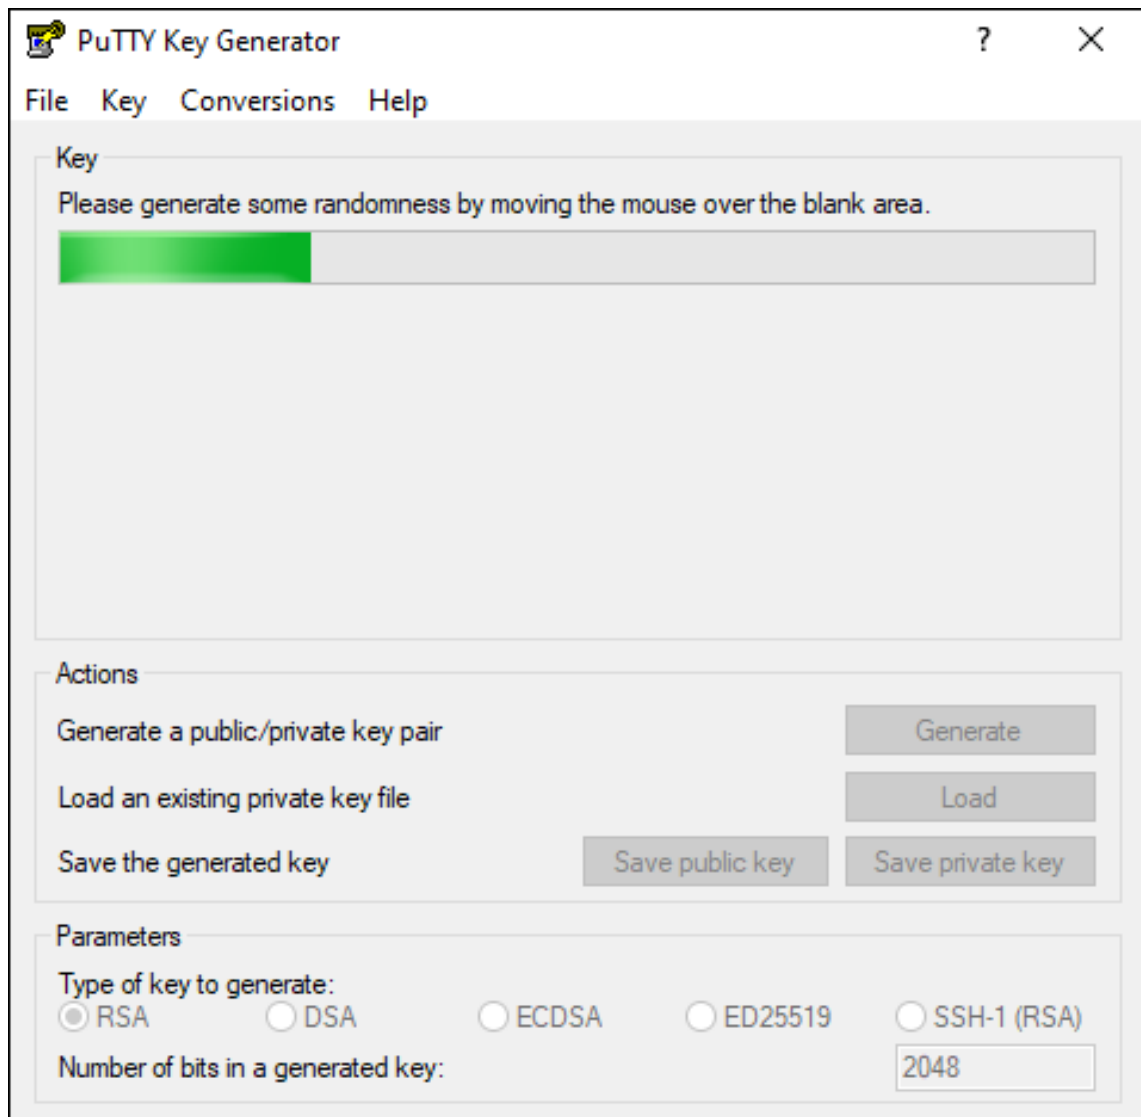 PuTTY Key Generator ?
File Key Conversions Help
Key
Please generate some randomness by moving the mouse over the blank area.
Actions
Generate a public/private key pair Generate
Load an existing private key file Load
Save the generated key Save public key Save private key
Parameters
Type of key to generate:
RSA DSA ECDSA ED25519 SSH-1 (RSA)
Number of bits in a generated key: 2048